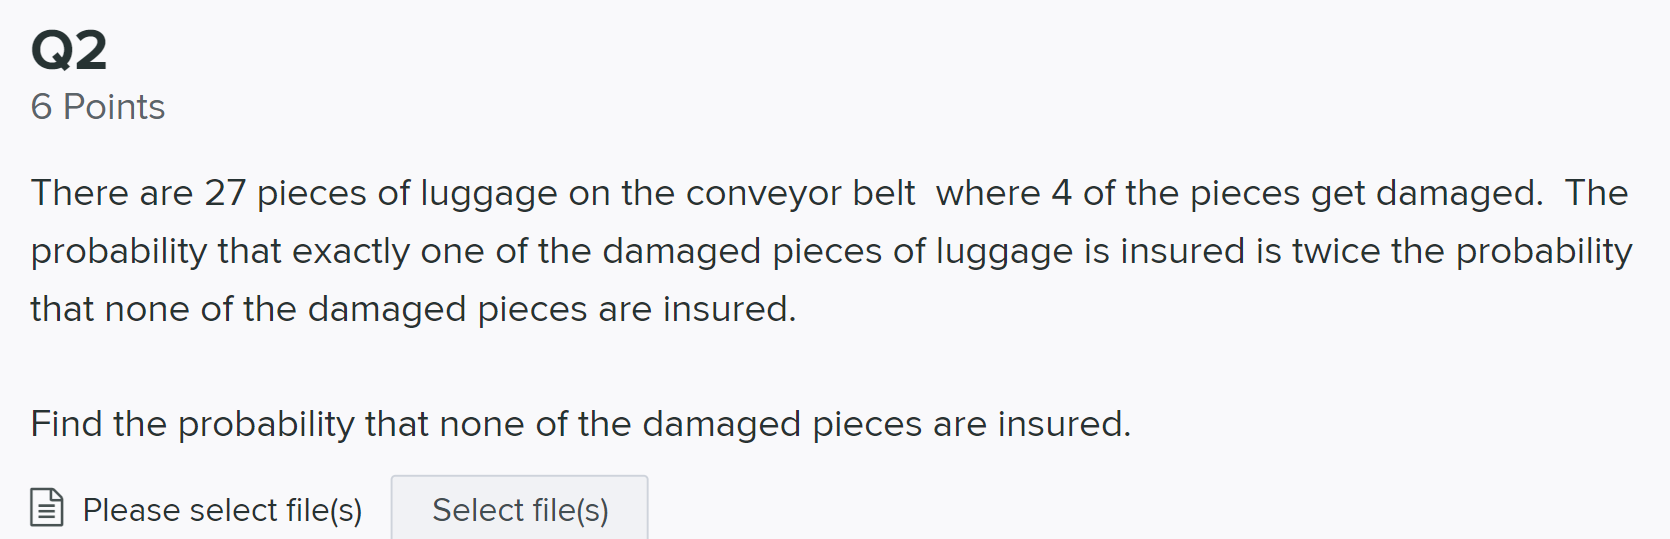 Q2
6 Points
There are 27 pieces of luggage on the conveyor belt  where 4 of the pieces get damaged.  The
probability that exactly one of the damaged pieces of luggage is insured is twice the probability
that none of the damaged pieces are insured.
Find the probability that none of the damaged pieces are insured.
Please select file(s) Select file(s)